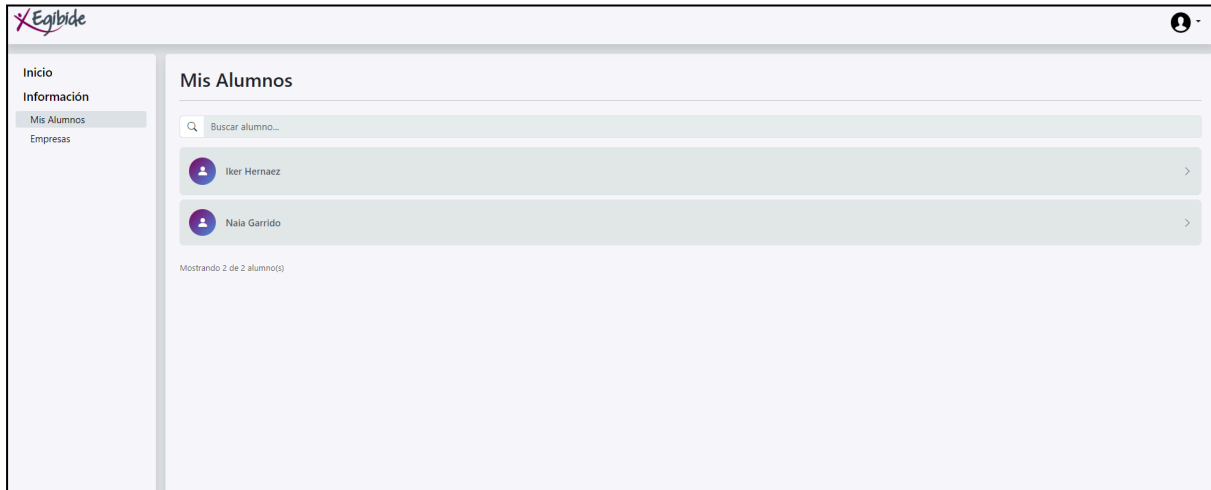 Egibide
Inicio
Información
Mis Alumnos
Empresas
Mis Alumnos
Buscar alumno...
Iker Hernaez
Naia Garrido
Mostrando 2 de 2 alumno(s)